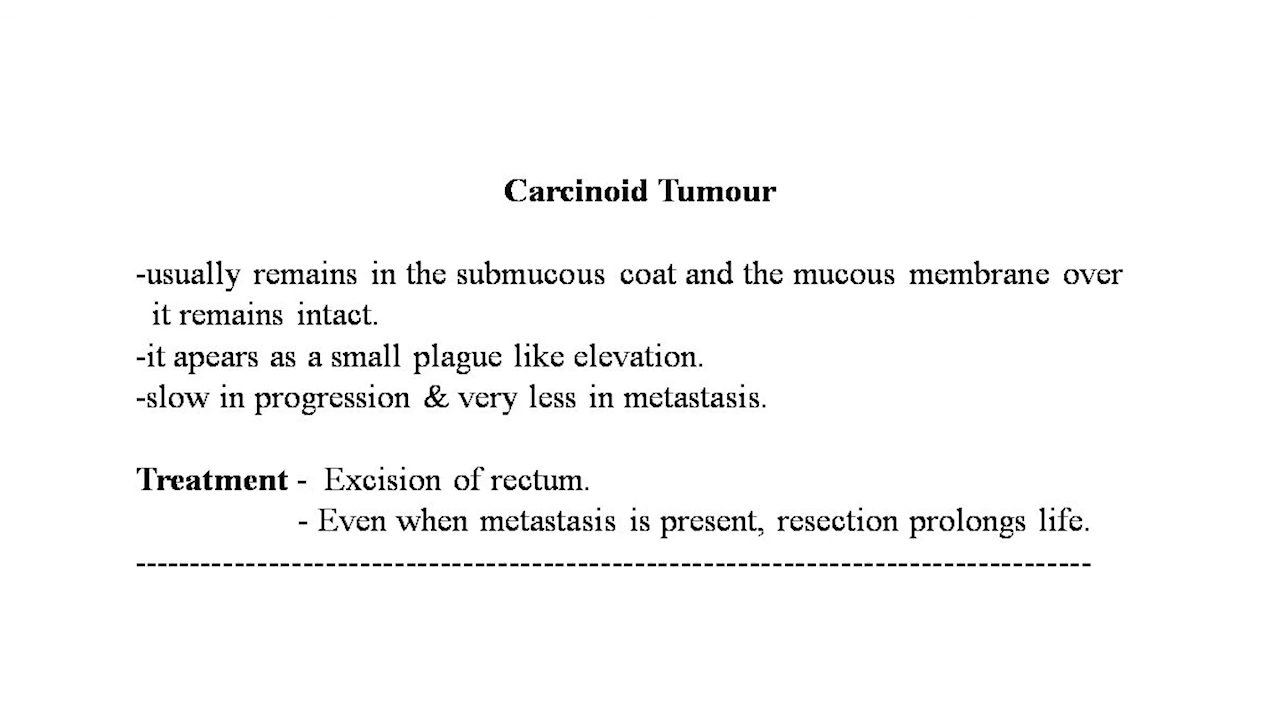 Carcinoid Tumour
-usually remains in the submucous coat and the mucous membrane over
it remains intact.
-it apears as a small plague like elevation.
-slow in progression & very less in metastasis.
Treatment - Excision of rectum.
- Even when metastasis is present, resection prolongs life.
--------------------------------------------------------------------------------